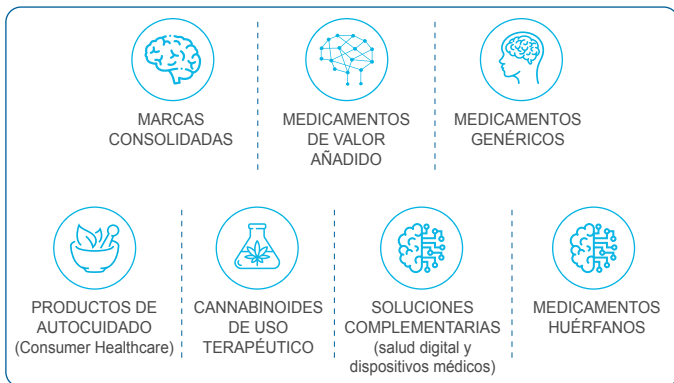 MARCAS
CONSOLIDADAS
MEDICAMENTOS
DE VALOR
AÑADIDO
MEDICAMENTOS
GENÉRICOS
PRODUCTOS DE
AUTOCUIDADO
(Consumer Healthcare)
CANNABINOIDES
DE USO
TERAPÉUTICO
SOLUCIONES
COMPLEMENTARIAS
(salud digital y
dispositivos médicos)
MEDICAMENTOS
HUÉRFANOS